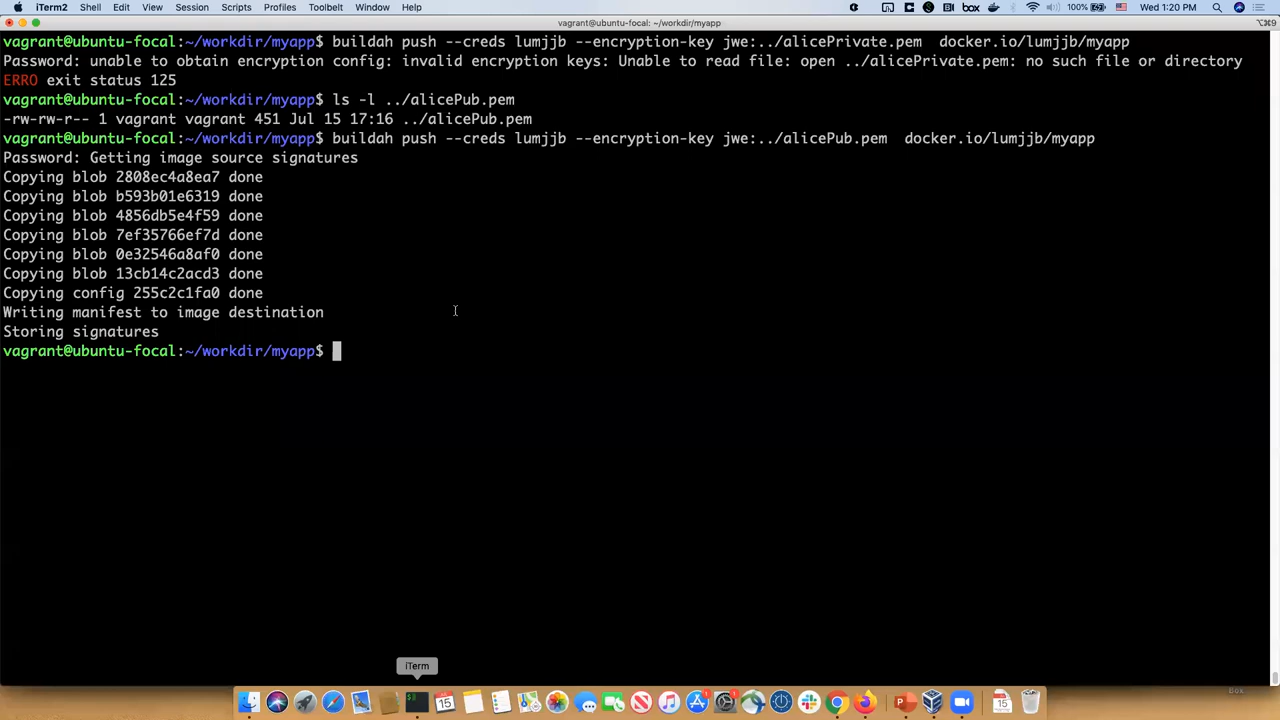 iTerm2 Shell Edit View Session Scripts Profiles Toolbelt Window Help box 100% Wed 1:20 PM
vagrant@ubuntu-focal: ~/workdir/myapp ⌥⌘9
vagrant@ubuntu-focal:~/workdir/myapp$ buildah push --creds lumjjb --encryption-key jwe:../alicePrivate.pem  docker.io/lumjjb/myapp
Password: unable to obtain encryption config: invalid encryption keys: Unable to read file: open ../alicePrivate.pem: no such file or directory
ERRO exit status 125
vagrant@ubuntu-focal:~/workdir/myapp$ ls -l ../alicePub.pem
-rw-rw-r-- 1 vagrant vagrant 451 Jul 15 17:16 ../alicePub.pem
vagrant@ubuntu-focal:~/workdir/myapp$ buildah push --creds lumjjb --encryption-key jwe:../alicePub.pem  docker.io/lumjjb/myapp
Password: Getting image source signatures
Copying blob 2808ec4a8ea7 done
Copying blob b593b01e6319 done
Copying blob 4856db5e4f59 done
Copying blob 7ef35766ef7d done
Copying blob 0e32546a8af0 done
Copying blob 13cb14c2acd3 done
Copying config 255c2c1fa0 done
Writing manifest to image destination
Storing signatures
vagrant@ubuntu-focal:~/workdir/myapp$
iTerm
Box
15
15